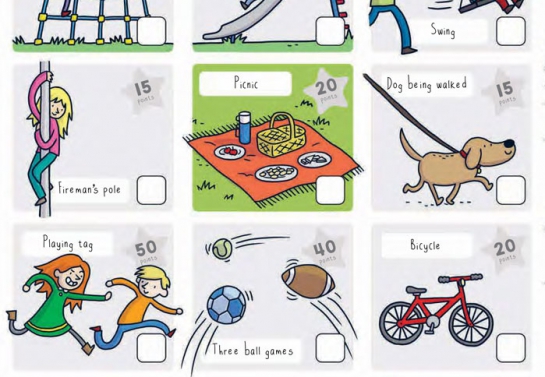 Swing
15
POINTS
Fireman's pole
Picnic
20
POINTS
Dog being walked
15
POINTS
Playing tag
50
POINTS
40
POINTS
Three ball games
Bicycle
20
POINTS